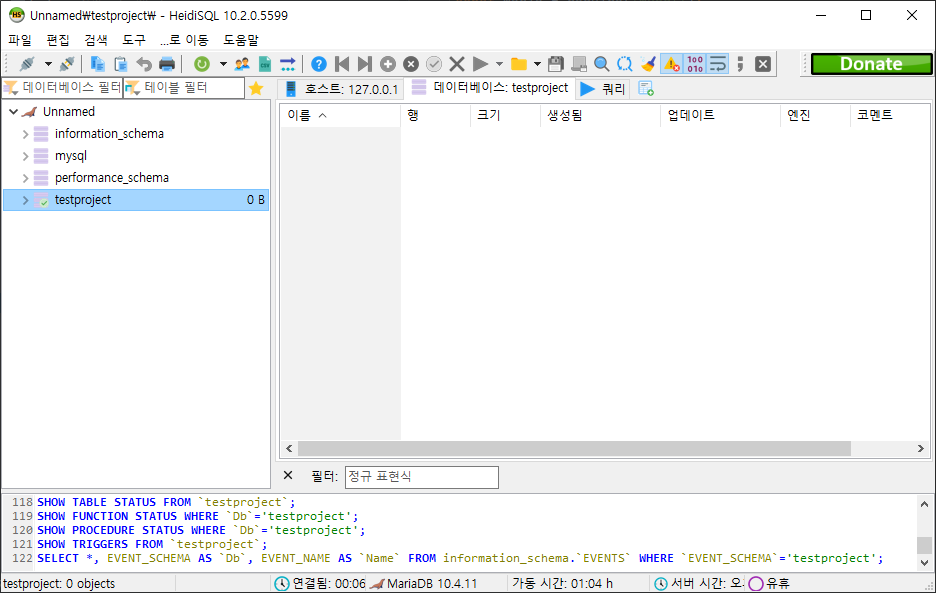 Unnamed₩testproject₩ - HeidiSQL 10.2.0.5599
파일 편집 검색 도구 ...로 이동 도움말
Donate
데이터베이스 필터 테이블 필터
호스트: 127.0.0.1 데이터베이스: testproject 쿼리
Unnamed
information_schema
mysql
performance_schema
testproject 0 B
이름 행 크기 생성됨 업데이트 엔진 코멘트
필터: 정규 표현식
118 SHOW TABLE STATUS FROM `testproject`;
119 SHOW FUNCTION STATUS WHERE `Db`='testproject';
120 SHOW PROCEDURE STATUS WHERE `Db`='testproject';
121 SHOW TRIGGERS FROM `testproject`;
122 SELECT *, EVENT_SCHEMA AS `Db`, EVENT_NAME AS `Name` FROM information_schema.`EVENTS` WHERE `EVENT_SCHEMA`='testproject';
testproject: 0 objects 연결됨: 00:06 MariaDB 10.4.11 가동 시간: 01:04 h 서버 시간: 오 유휴